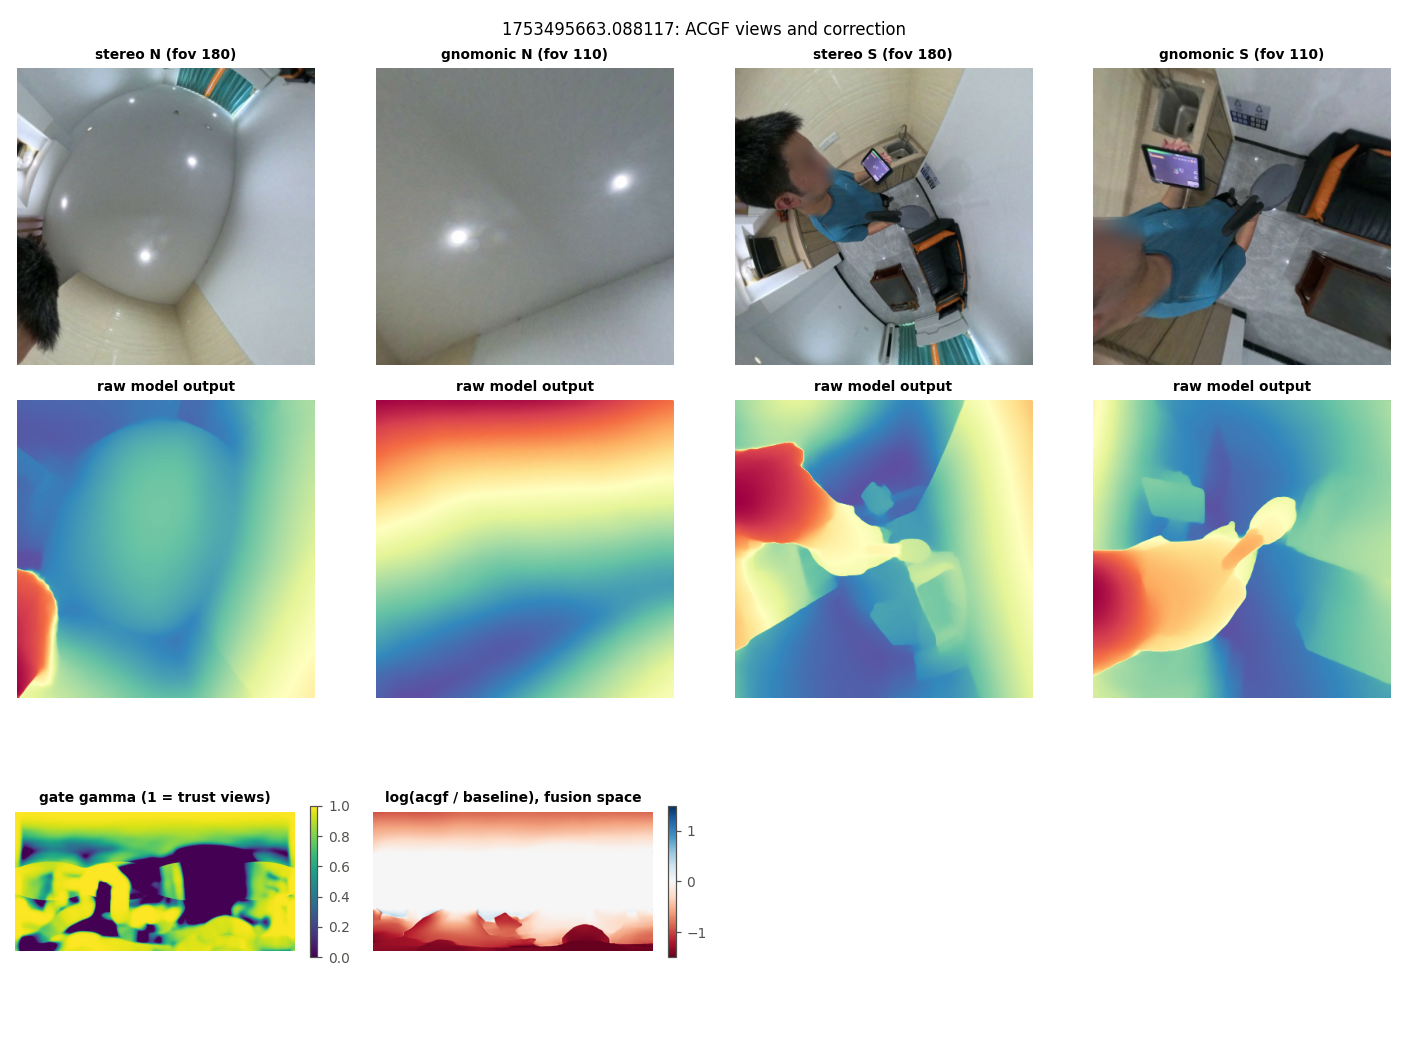 1753495663.088117: ACGF views and correction
stereo N (fov 180)
gnomonic N (fov 110)
stereo S (fov 180)
gnomonic S (fov 110)
raw model output
raw model output
raw model output
raw model output
gate gamma (1 = trust views)
1.0
0.8
0.6
0.4
0.2
0.0
log(acgf / baseline), fusion space
1
0
−1